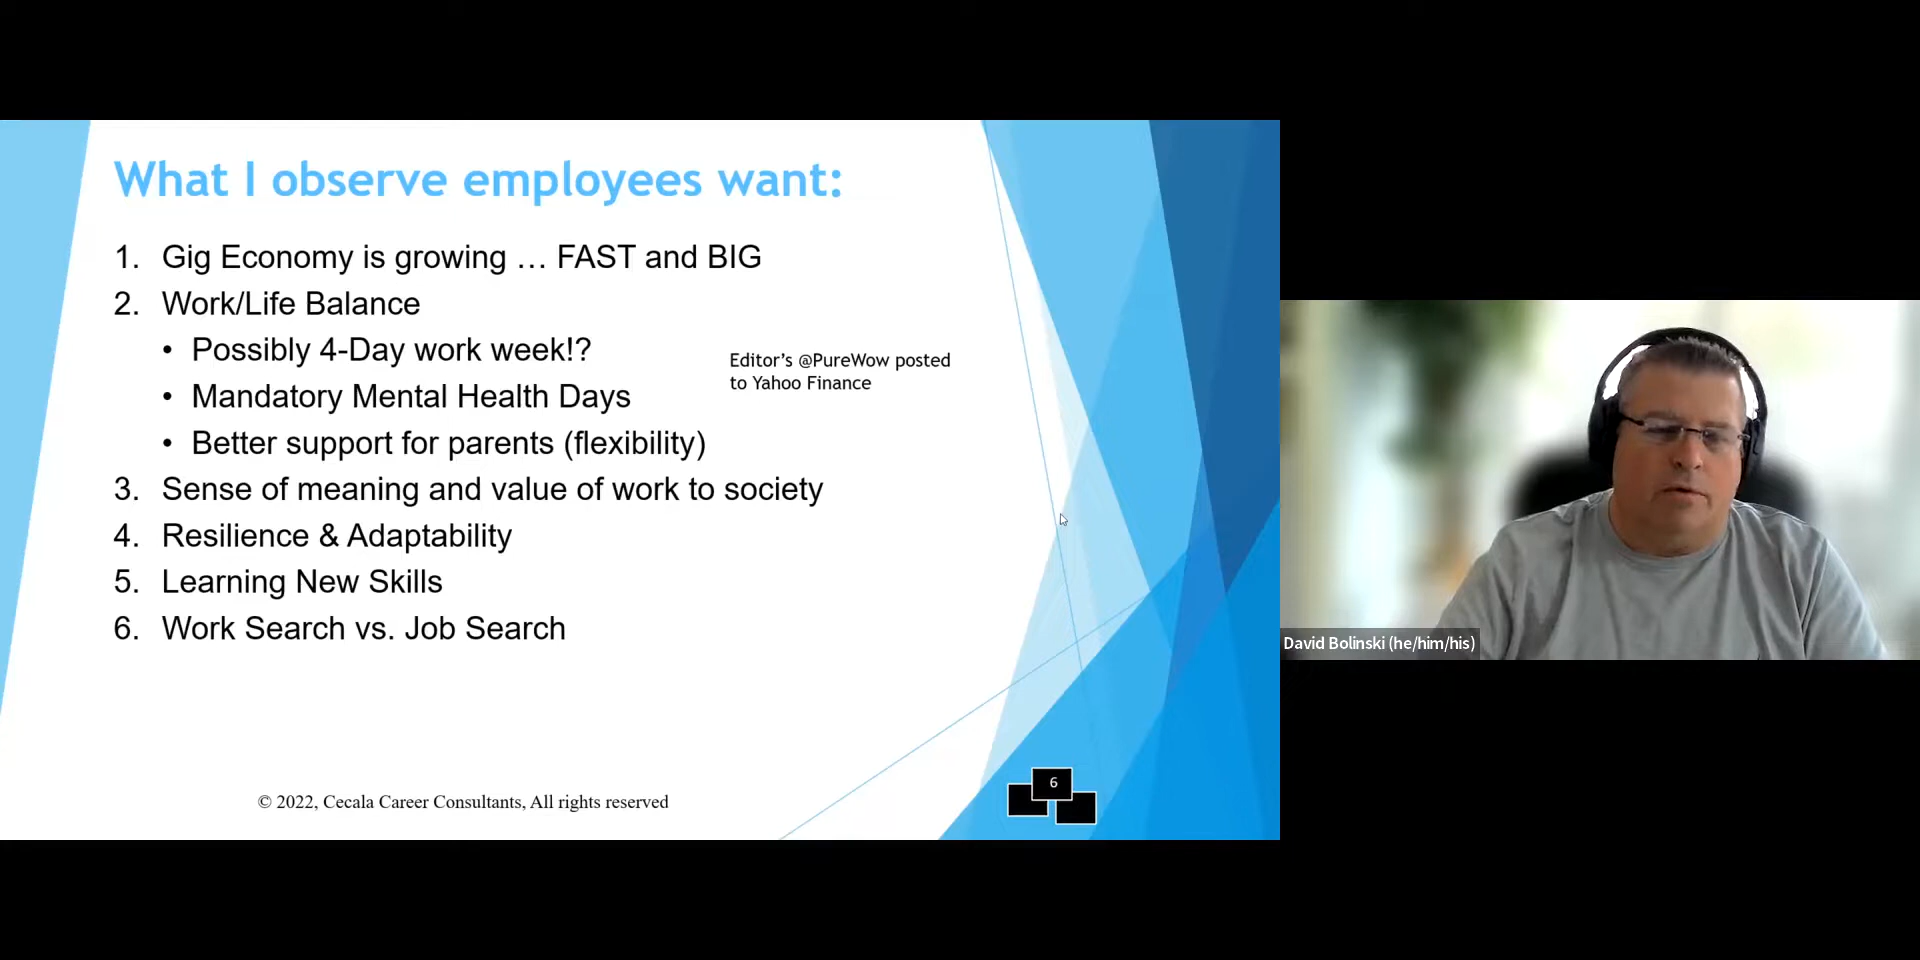 What I observe employees want:
1. Gig Economy is growing … FAST and BIG
2. Work/Life Balance
• Possibly 4-Day work week!?
• Mandatory Mental Health Days
• Better support for parents (flexibility)
Editor's @PureWow posted
to Yahoo Finance
3. Sense of meaning and value of work to society
4. Resilience & Adaptability
5. Learning New Skills
6. Work Search vs. Job Search
© 2022, Cecala Career Consultants, All rights reserved
6
David Bolinski (he/him/his)